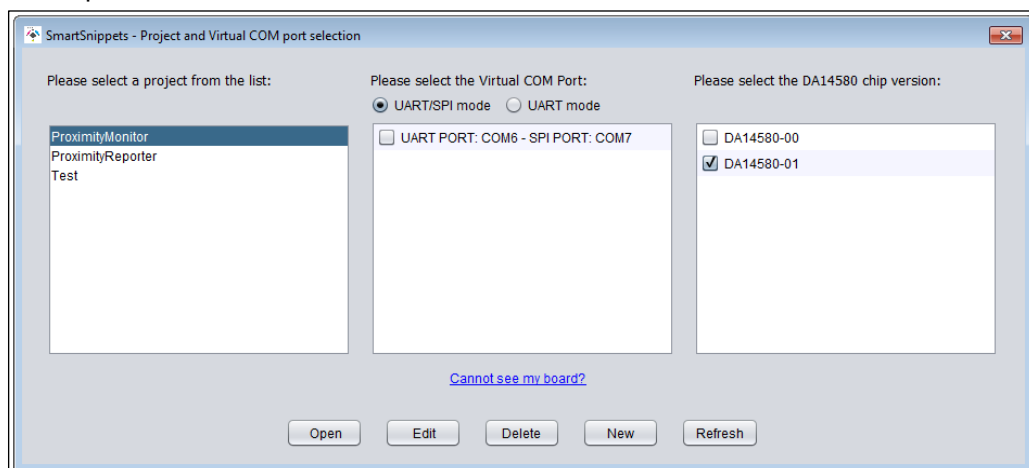 SmartSnippets - Project and Virtual COM port selection
Please select a project from the list:
Please select the Virtual COM Port:
Please select the DA14580 chip version:
UART/SPI mode
UART mode
ProximityMonitor
ProximityReporter
Test
UART PORT: COM6 - SPI PORT: COM7
DA14580-00
DA14580-01
Cannot see my board?
Open
Edit
Delete
New
Refresh